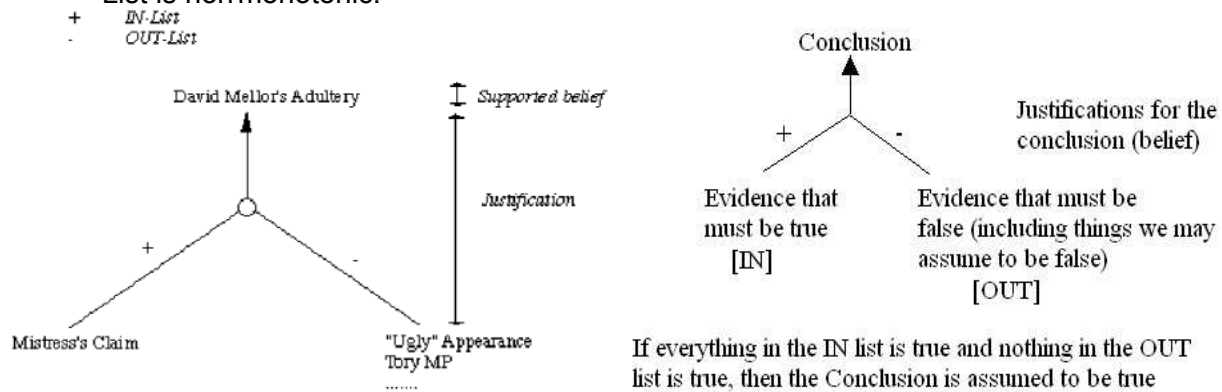 List is nonmonotonic.
+ IN-List
- OUT-List
David Mellor's Adultery
Supported belief
+
-
Justification
Mistress's Claim
"Ugly" Appearance
Tory MP
.......
Conclusion
+
-
Justifications for the
conclusion (belief)
Evidence that
must be true
[IN]
Evidence that must be
false (including things we may
assume to be false)
[OUT]
If everything in the IN list is true and nothing in the OUT
list is true, then the Conclusion is assumed to be true